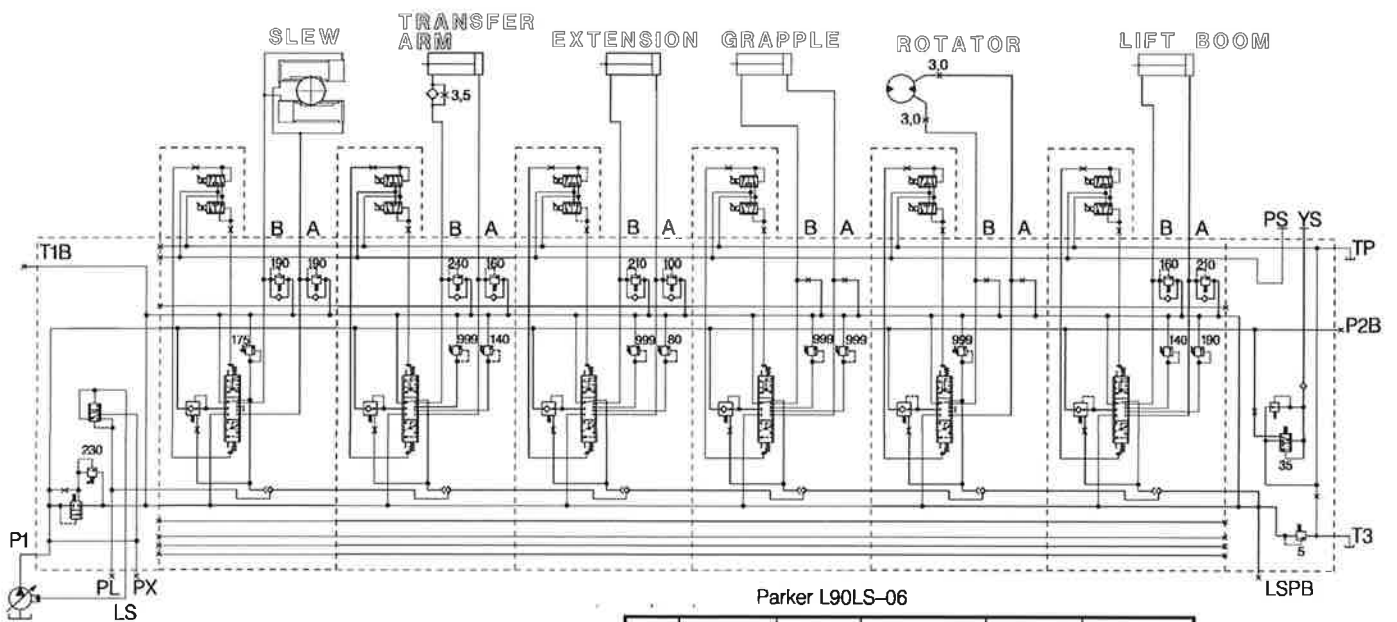 SLEW
TRANSFER
ARM
EXTENSION
GRAPPLE
ROTATOR
LIFT BOOM
3,5
3,0
3,0
B A
B A
B A
B A
B A
B A
PS YS
T1B
TP
190 190
240 160
210 100
160 210
P2B
175
999 140
999 80
999 999
999
140 190
230
35
P1
T3
5
PL PX
LS
LSPB
Parker L90LS–06